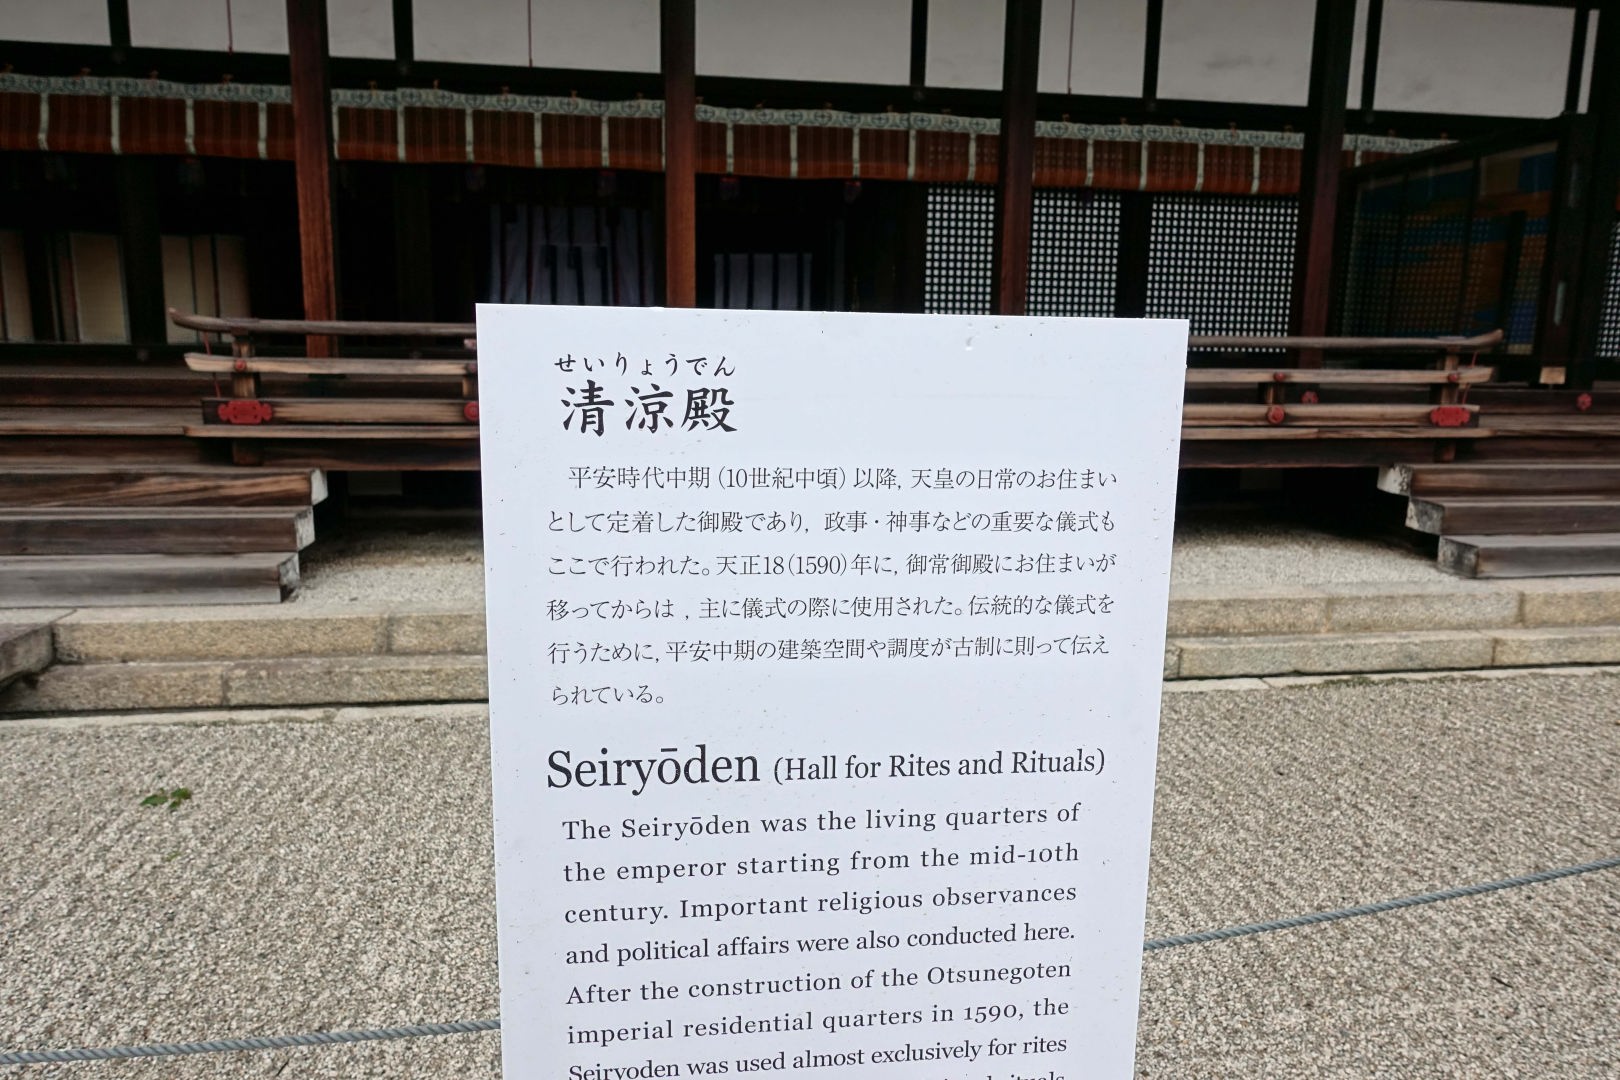 せいりょうでん
清涼殿
平安時代中期（10世紀中頃）以降, 天皇の日常のお住まい
として定着した御殿であり, 政事・神事などの重要な儀式も
ここで行われた。天正18（1590）年に, 御常御殿にお住まいが
移ってからは , 主に儀式の際に使用された。伝統的な儀式を
行うために, 平安中期の建築空間や調度が古制に則って伝え
られている。
Seiryōden (Hall for Rites and Rituals)
The Seiryōden was the living quarters of
the emperor starting from the mid-10th
century. Important religious observances
and political affairs were also conducted here.
After the construction of the Otsunegoten
imperial residential quarters in 1590, the
Seiryoden was used almost exclusively for rites
rituals